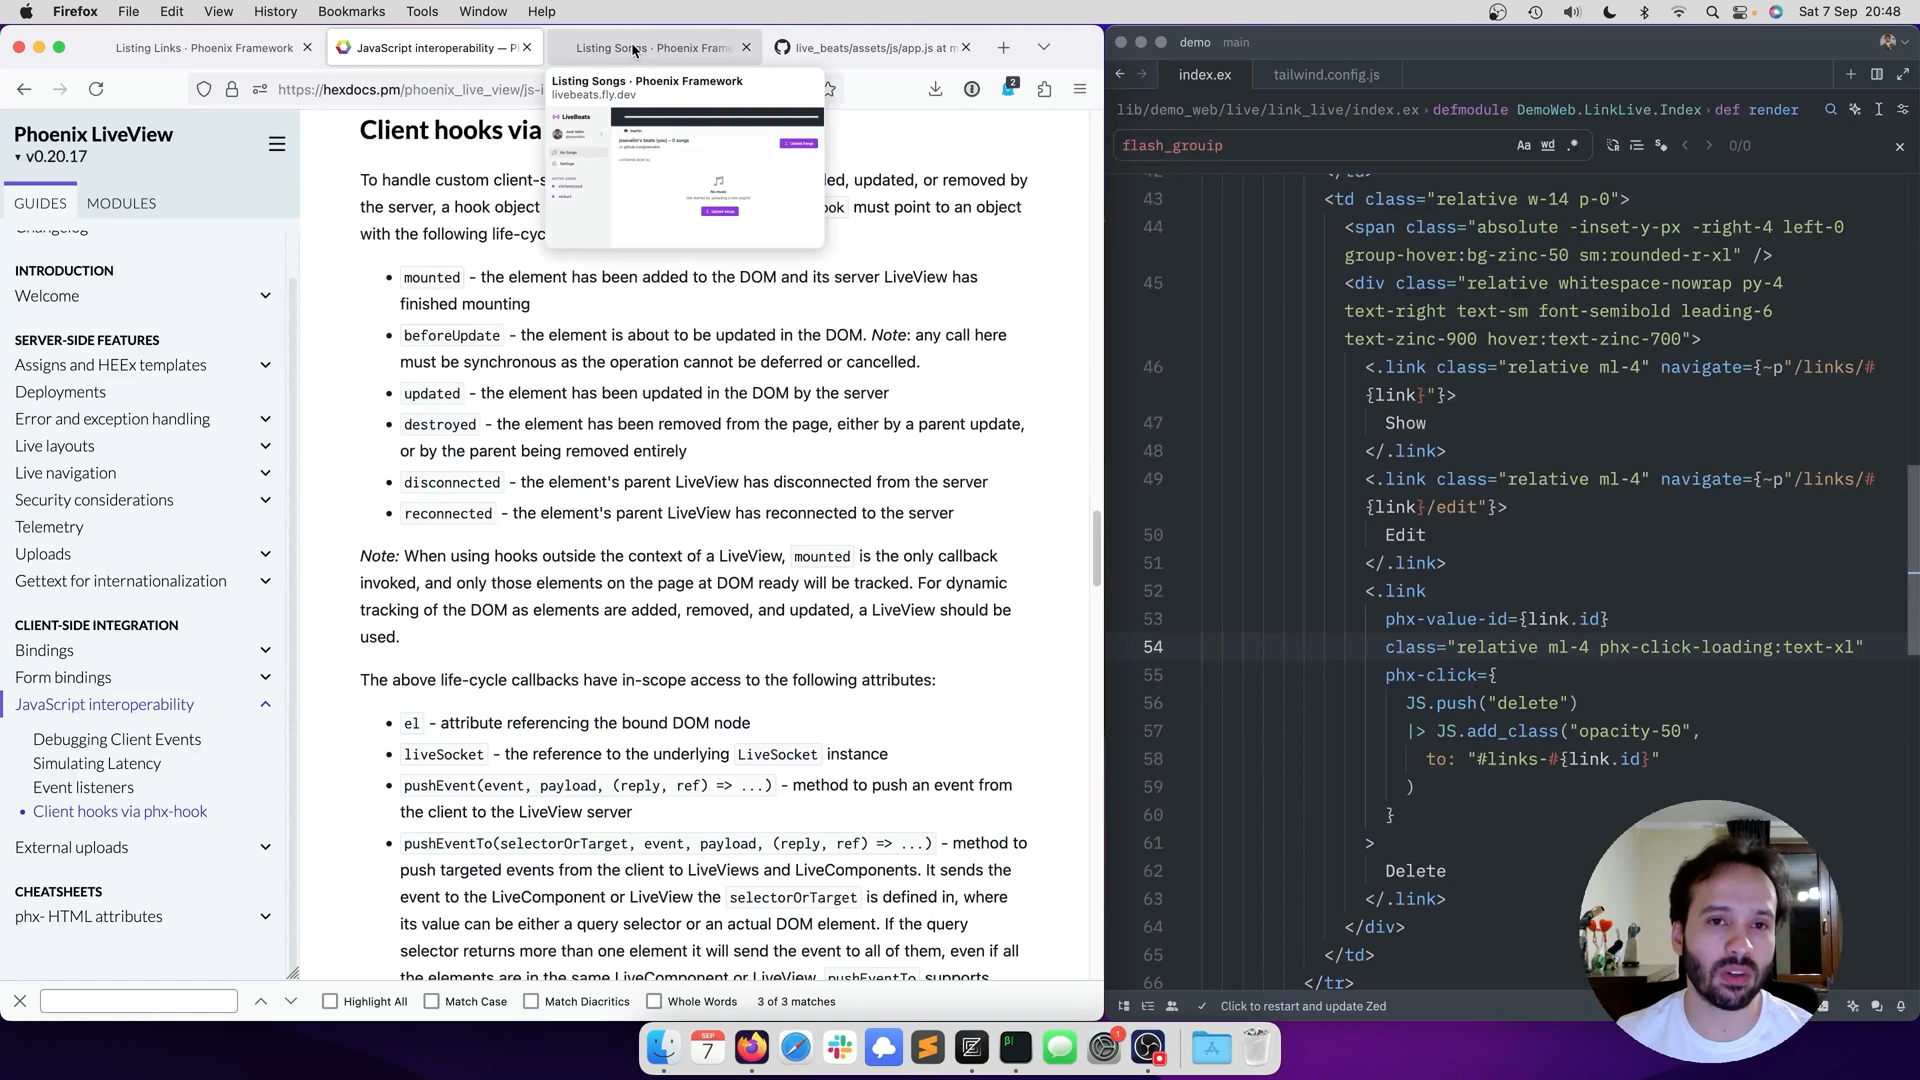 Firefox File Edit View History Bookmarks Tools Window Help
Sat 7 Sep 20:48
Listing Links · Phoenix Framework
JavaScript interoperability — P
Listing Songs · Phoenix Frame
live_beats/assets/js/app.js at m
https://hexdocs.pm/phoenix_live_view/js-i
2
Listing Songs · Phoenix Framework
livebeats.fly.dev
LiveBeats
My Songs
Settings
Upload Songs
No music
Phoenix LiveView
v0.20.17
GUIDES MODULES
Changelog
INTRODUCTION
Welcome
SERVER-SIDE FEATURES
Assigns and HEEx templates
Deployments
Error and exception handling
Live layouts
Live navigation
Security considerations
Telemetry
Uploads
Gettext for internationalization
CLIENT-SIDE INTEGRATION
Bindings
Form bindings
JavaScript interoperability
Debugging Client Events
Simulating Latency
Event listeners
• Client hooks via phx-hook
External uploads
CHEATSHEETS
phx- HTML attributes
Client hooks via
To handle custom client-s led, updated, or removed by
the server, a hook object ook must point to an object
with the following life-cyc
• mounted - the element has been added to the DOM and its server LiveView has
finished mounting
• beforeUpdate - the element is about to be updated in the DOM. Note: any call here
must be synchronous as the operation cannot be deferred or cancelled.
• updated - the element has been updated in the DOM by the server
• destroyed - the element has been removed from the page, either by a parent update,
or by the parent being removed entirely
• disconnected - the element's parent LiveView has disconnected from the server
• reconnected - the element's parent LiveView has reconnected to the server
Note: When using hooks outside the context of a LiveView, mounted is the only callback
invoked, and only those elements on the page at DOM ready will be tracked. For dynamic
tracking of the DOM as elements are added, removed, and updated, a LiveView should be
used.
The above life-cycle callbacks have in-scope access to the following attributes:
• el - attribute referencing the bound DOM node
• liveSocket - the reference to the underlying LiveSocket instance
• pushEvent(event, payload, (reply, ref) => ...) - method to push an event from
the client to the LiveView server
• pushEventTo(selectorOrTarget, event, payload, (reply, ref) => ...) - method to
push targeted events from the client to LiveViews and LiveComponents. It sends the
event to the LiveComponent or LiveView the selectorOrTarget is defined in, where
its value can be either a query selector or an actual DOM element. If the query
selector returns more than one element it will send the event to all of them, even if all
the elements are in the same LiveComponent or LiveView. pushEventTo supports
Highlight All Match Case Match Diacritics Whole Words 3 of 3 matches
demo main
index.ex tailwind.config.js
lib/demo_web/live/link_live/index.ex›defmodule DemoWeb.LinkLive.Index›def render
flash_grouip Aa wd .* 0/0
42 </td>
43 <td class="relative w-14 p-0">
44 <span class="absolute -inset-y-px -right-4 left-0
group-hover:bg-zinc-50 sm:rounded-r-xl" />
45 <div class="relative whitespace-nowrap py-4
text-right text-sm font-semibold leading-6
text-zinc-900 hover:text-zinc-700">
46 <.link class="relative ml-4" navigate={~p"/links/#
{link}"}>
47 Show
48 </.link>
49 <.link class="relative ml-4" navigate={~p"/links/#
{link}/edit"}>
50 Edit
51 </.link>
52 <.link
53 phx-value-id={link.id}
54 class="relative ml-4 phx-click-loading:text-xl"
55 phx-click={
56 JS.push("delete")
57 |> JS.add_class("opacity-50",
58 to: "#links-#{link.id}"
59 )
60 }
61 >
62 Delete
63 </.link>
64 </div>
65 </td>
66 </tr>
Click to restart and update Zed
SEP
7
1